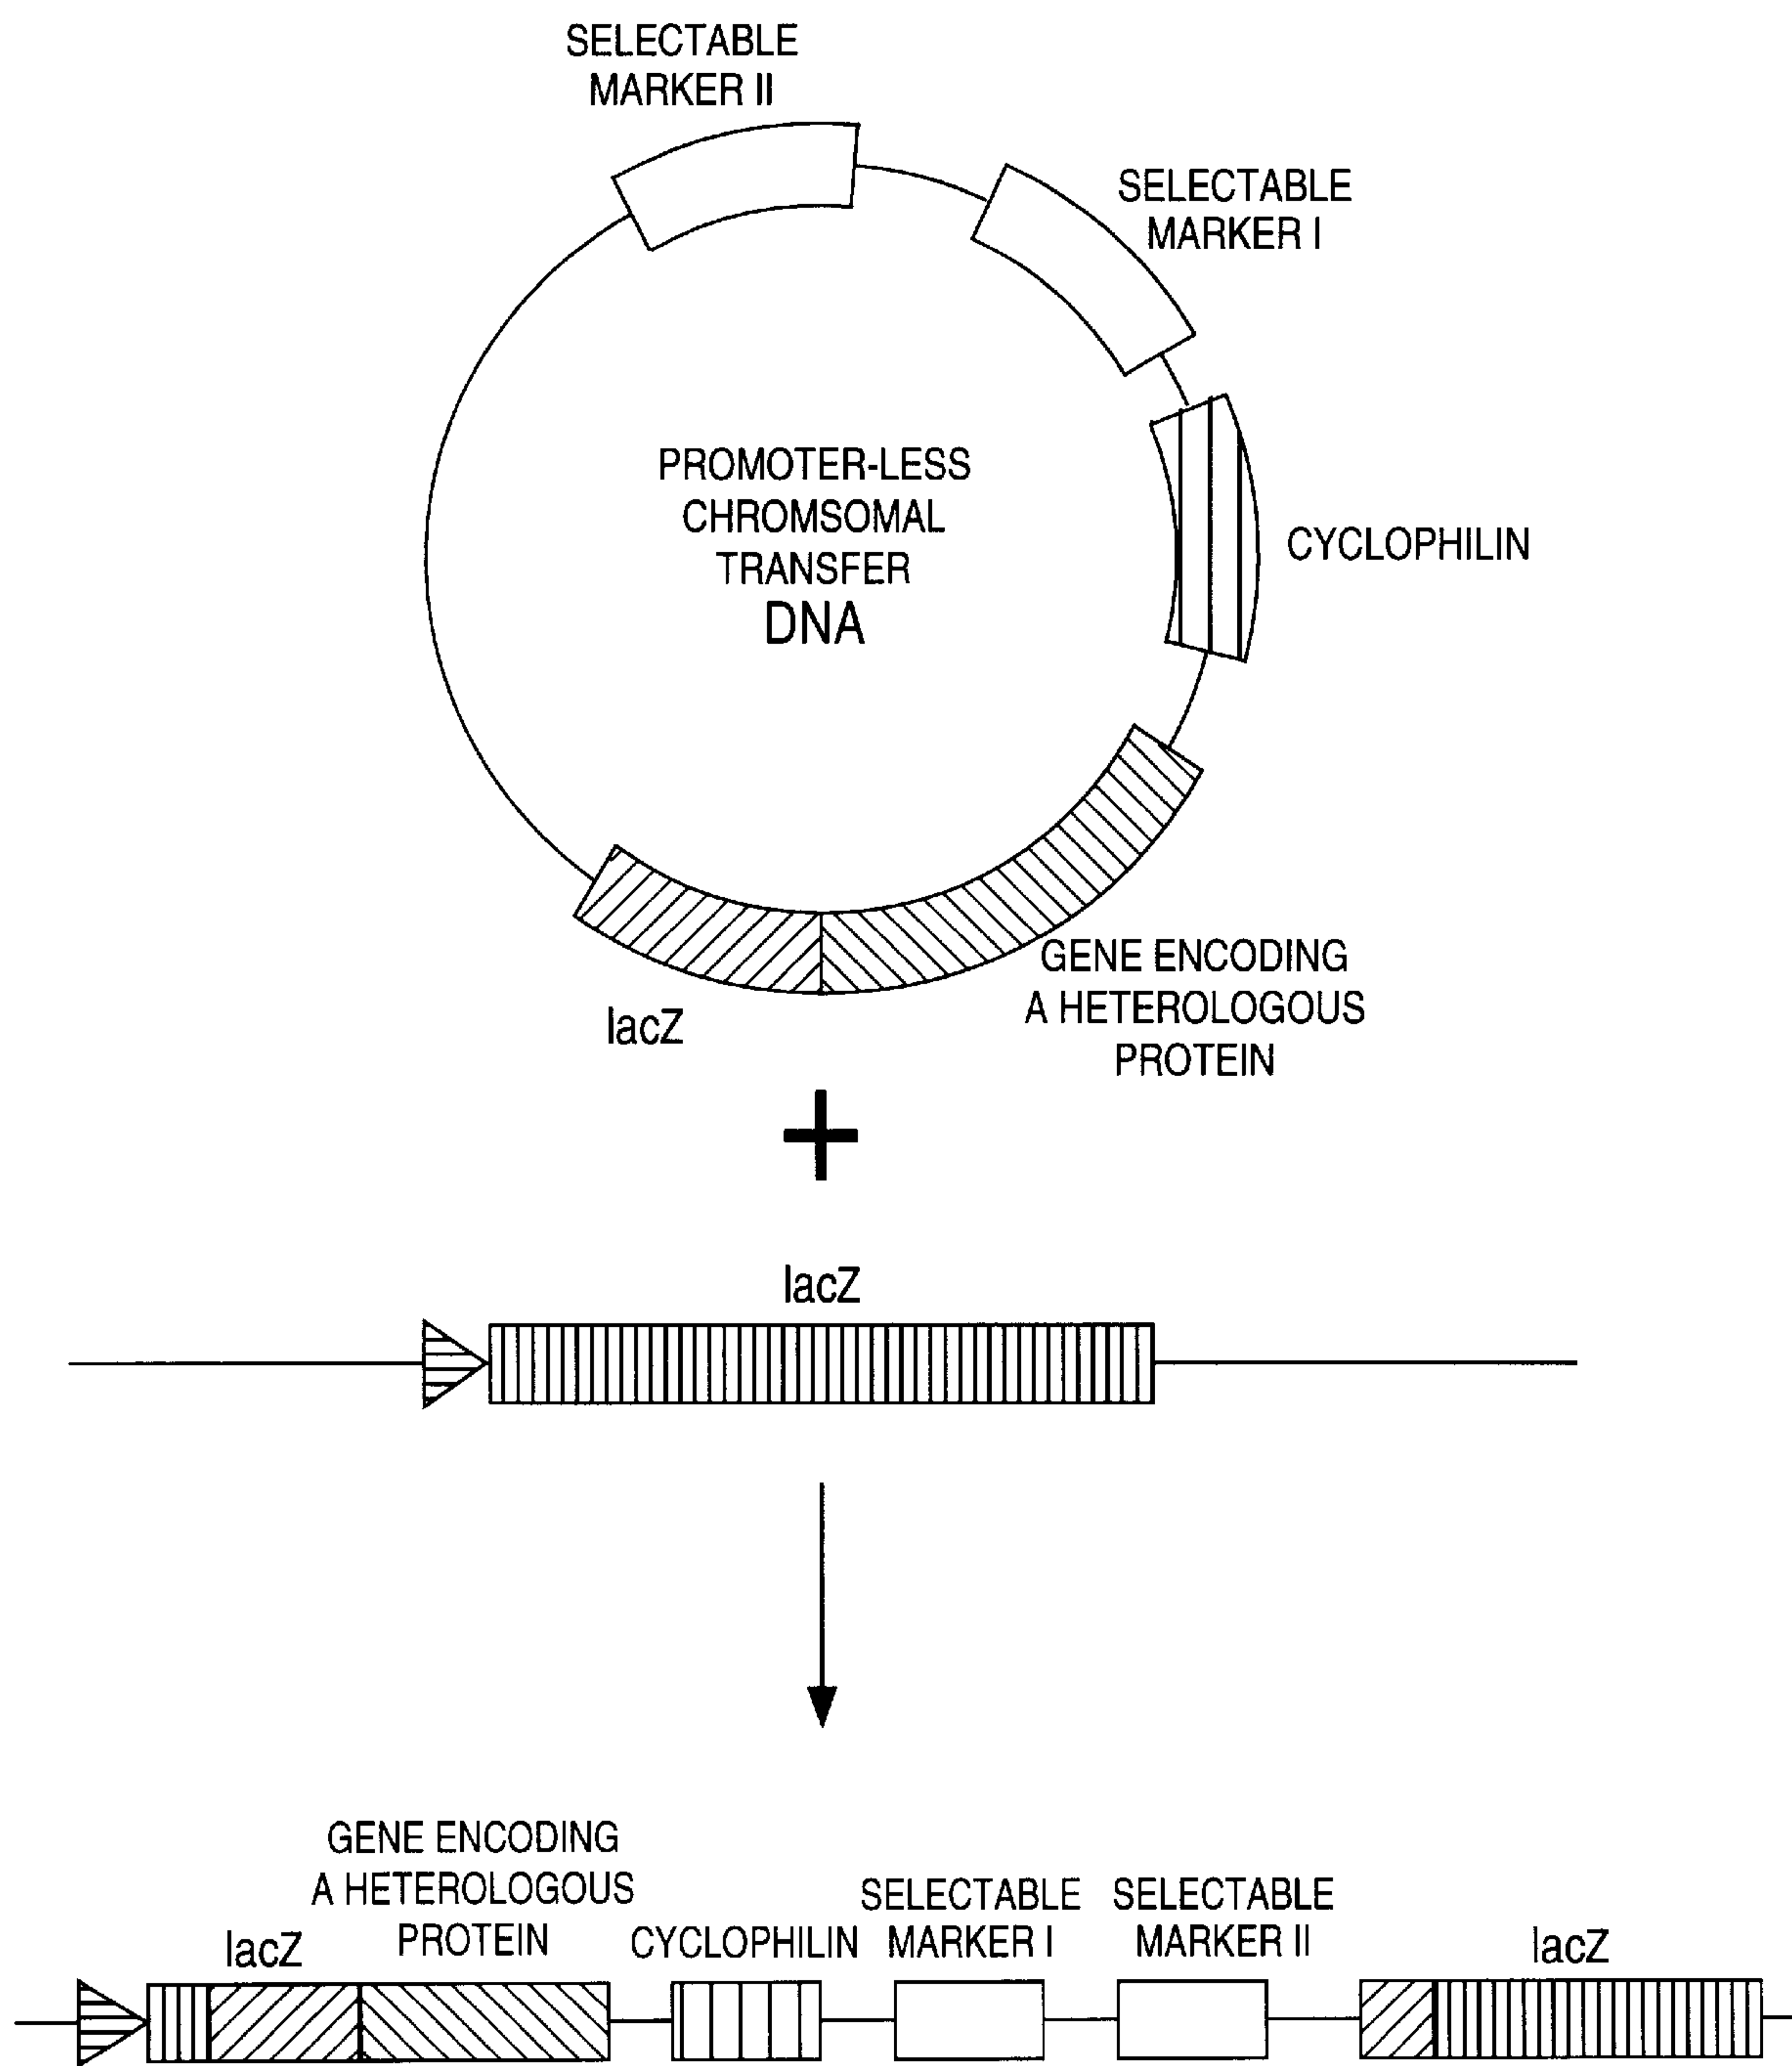 SELECTABLE
MARKER II
SELECTABLE
MARKER I
PROMOTER-LESS
CHROMSOMAL
TRANSFER
DNA
CYCLOPHILIN
GENE ENCODING
A HETEROLOGOUS
PROTEIN
lacZ
+
lacZ
GENE ENCODING
A HETEROLOGOUS
PROTEIN
lacZ
CYCLOPHILIN
SELECTABLE
MARKER I
SELECTABLE
MARKER II
lacZ